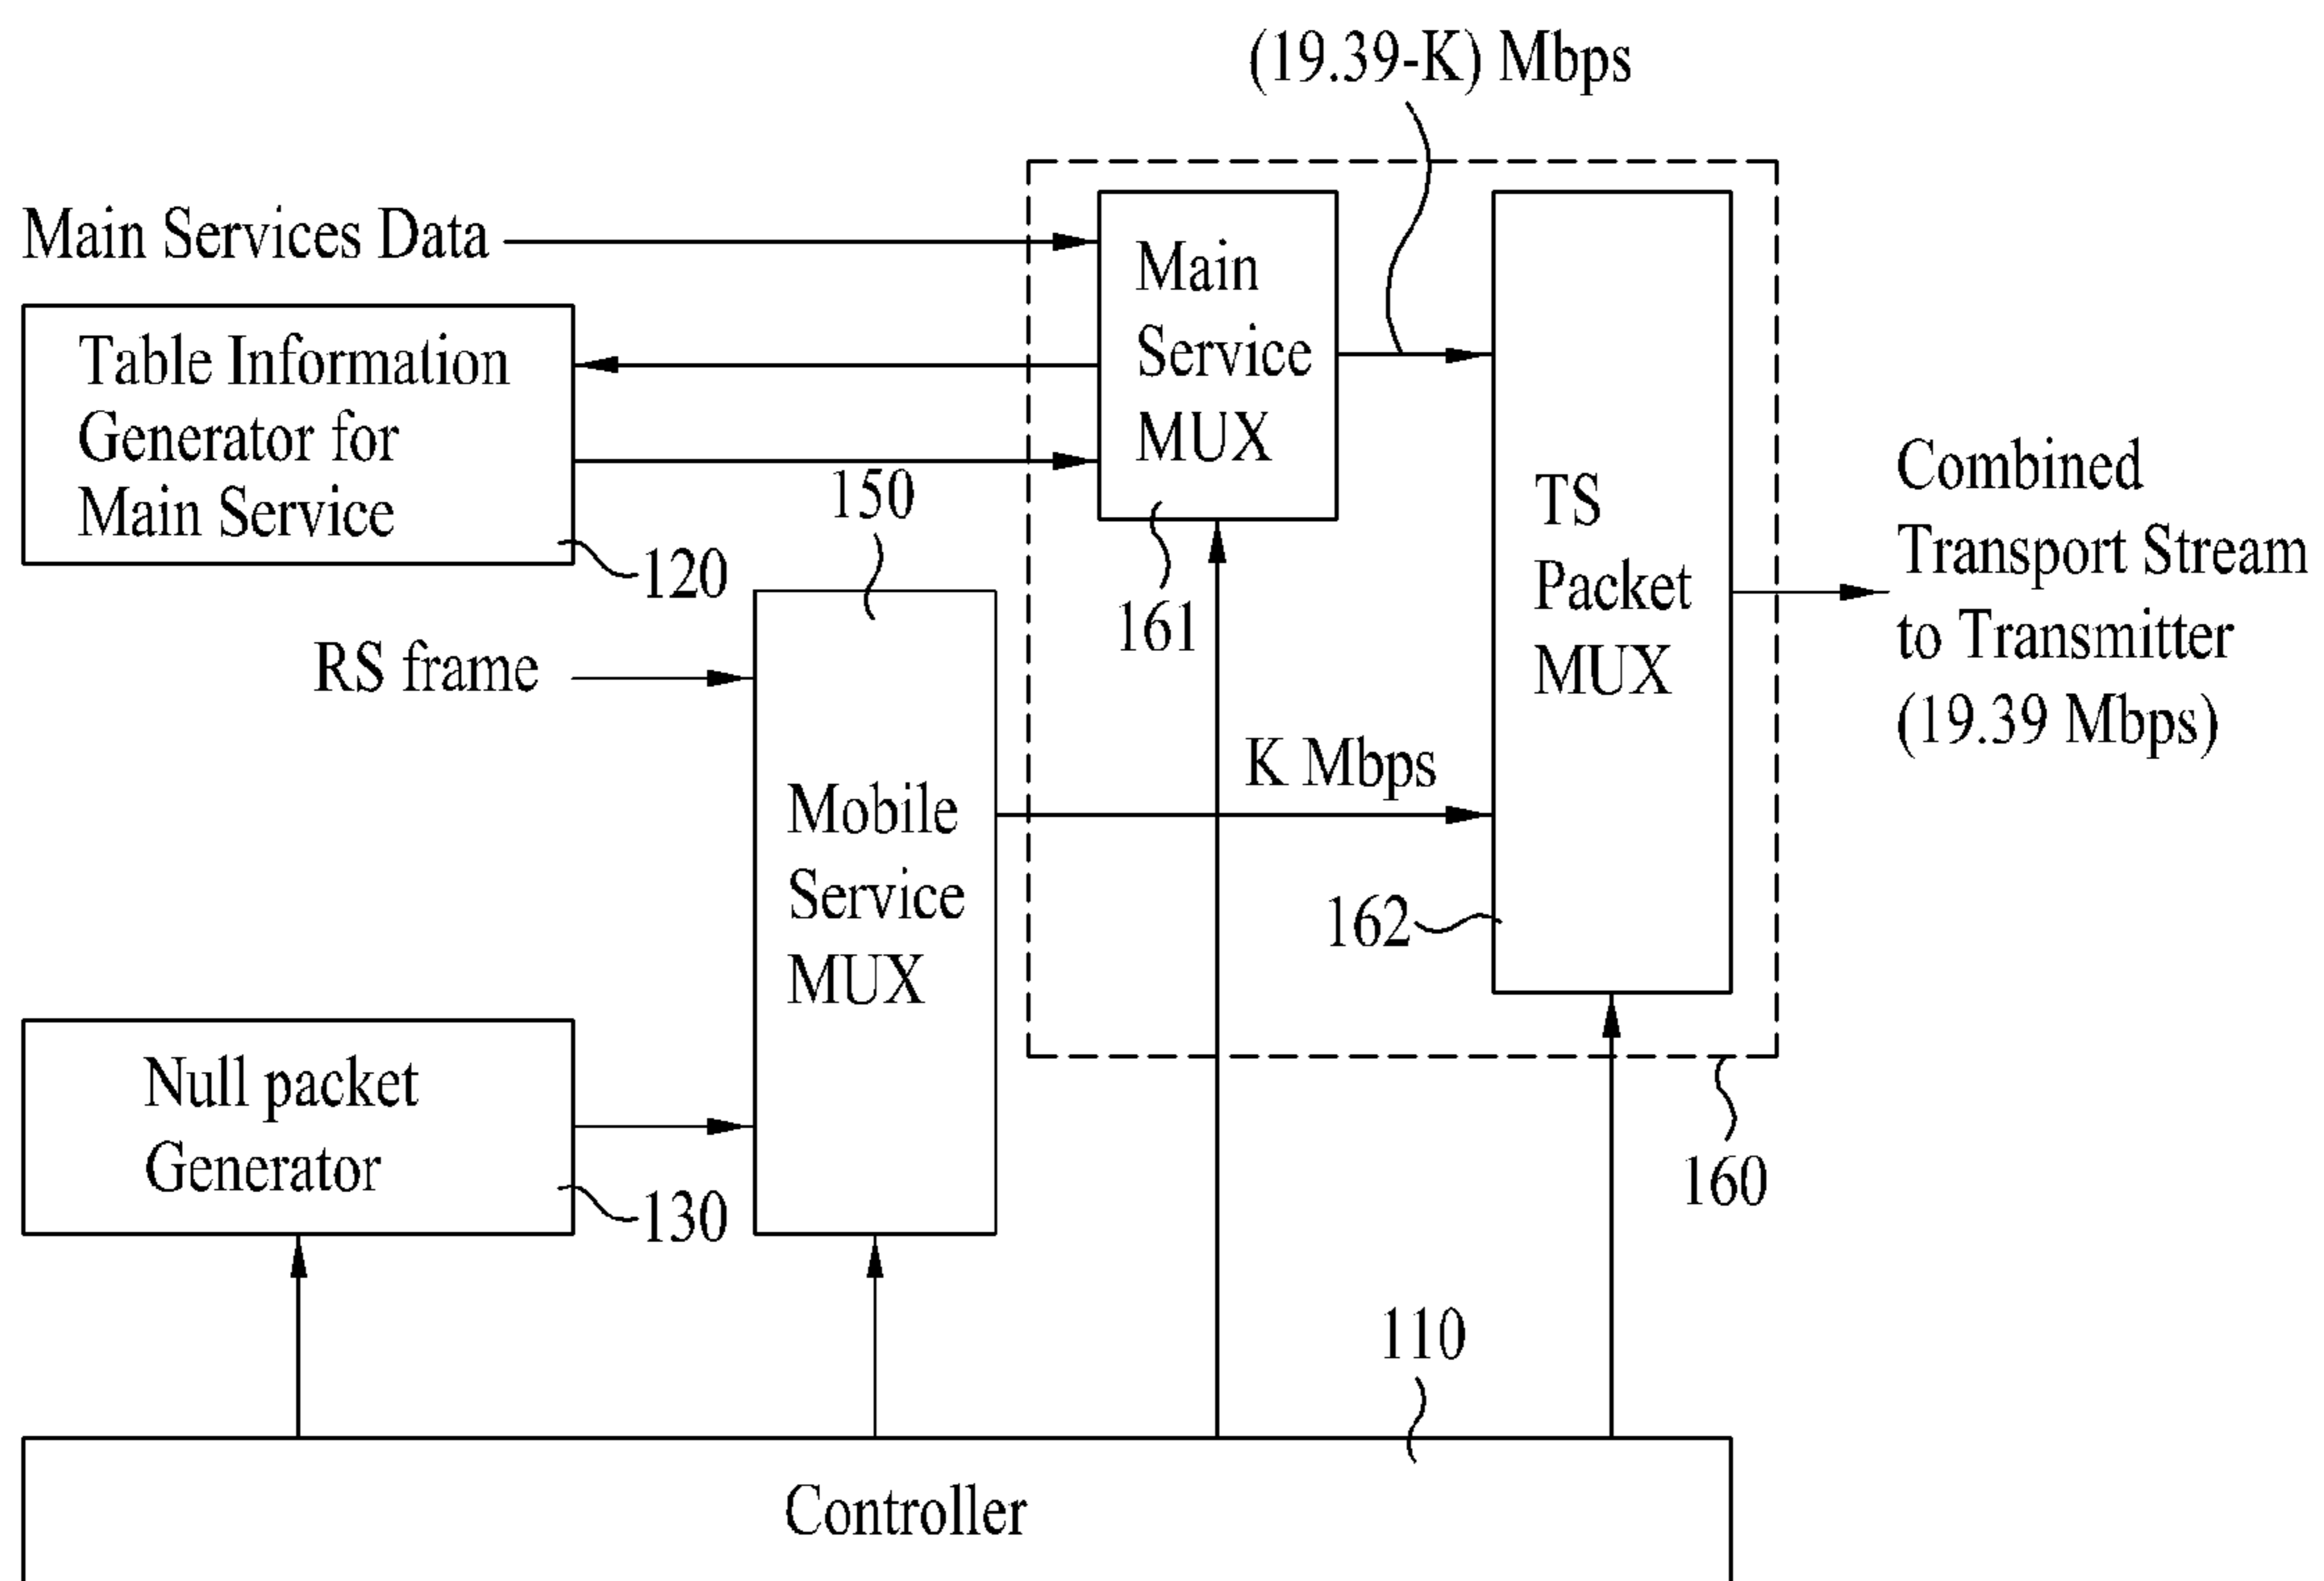 (19.39-K) Mbps
Main Services Data
Table Information
Generator for
Main Service
120
Main
Service
MUX
161
TS
Packet
MUX
162
Combined
Transport Stream
to Transmitter
(19.39 Mbps)
150
RS frame
Mobile
Service
MUX
K Mbps
Null packet
Generator
130
160
110
Controller